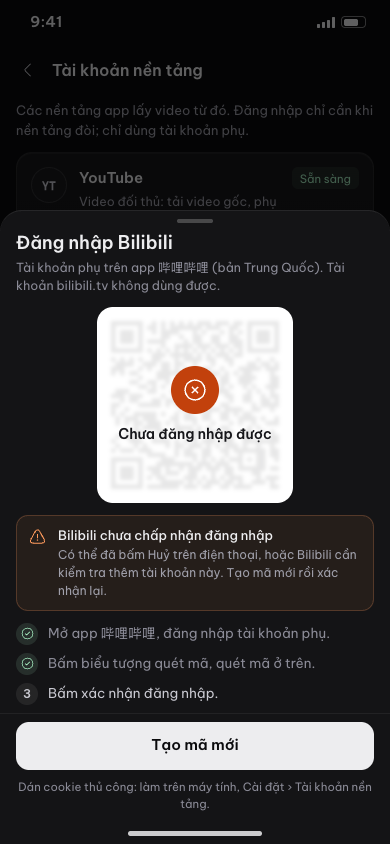 9:41
Tài khoản nền tảng
Các nền tảng app lấy video từ đó. Đăng nhập chỉ cần khi
nền tảng đòi; chỉ dùng tài khoản phụ.
YT
YouTube
Sẵn sàng
Video đối thủ: tải video gốc, phụ
Đăng nhập Bilibili
Tài khoản phụ trên app 哔哩哔哩 (bản Trung Quốc). Tài
khoản bilibili.tv không dùng được.
Chưa đăng nhập được
Bilibili chưa chấp nhận đăng nhập
Có thể đã bấm Huỷ trên điện thoại, hoặc Bilibili cần
kiểm tra thêm tài khoản này. Tạo mã mới rồi xác
nhận lại.
Mở app 哔哩哔哩, đăng nhập tài khoản phụ.
Bấm biểu tượng quét mã, quét mã ở trên.
3 Bấm xác nhận đăng nhập.
Tạo mã mới
Dán cookie thủ công: làm trên máy tính, Cài đặt › Tài khoản nền
tảng.